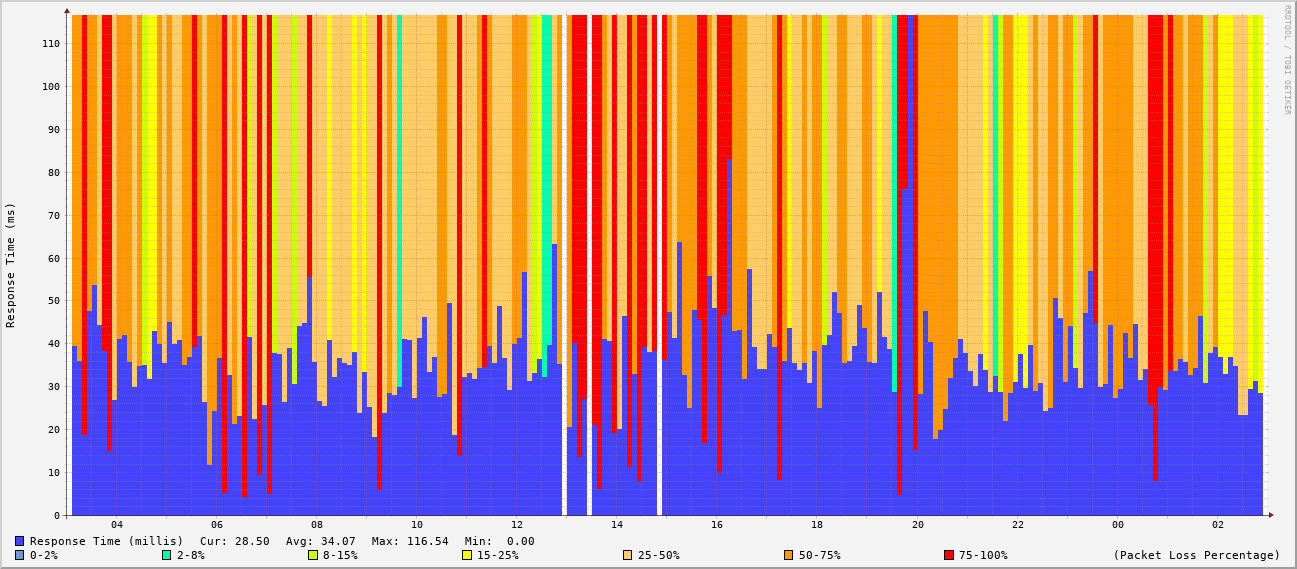 RRDTOOL / TOBI OETIKER
Response Time (ms)
110
100
90
80
70
60
50
40
30
20
10
0
04 06 08 10 12 14 16 18 20 22 00 02
Response Time (millis) Cur: 28.50 Avg: 34.07 Max: 116.54 Min: 0.00
0-2% 2-8% 8-15% 15-25% 25-50% 50-75% 75-100% (Packet Loss Percentage)